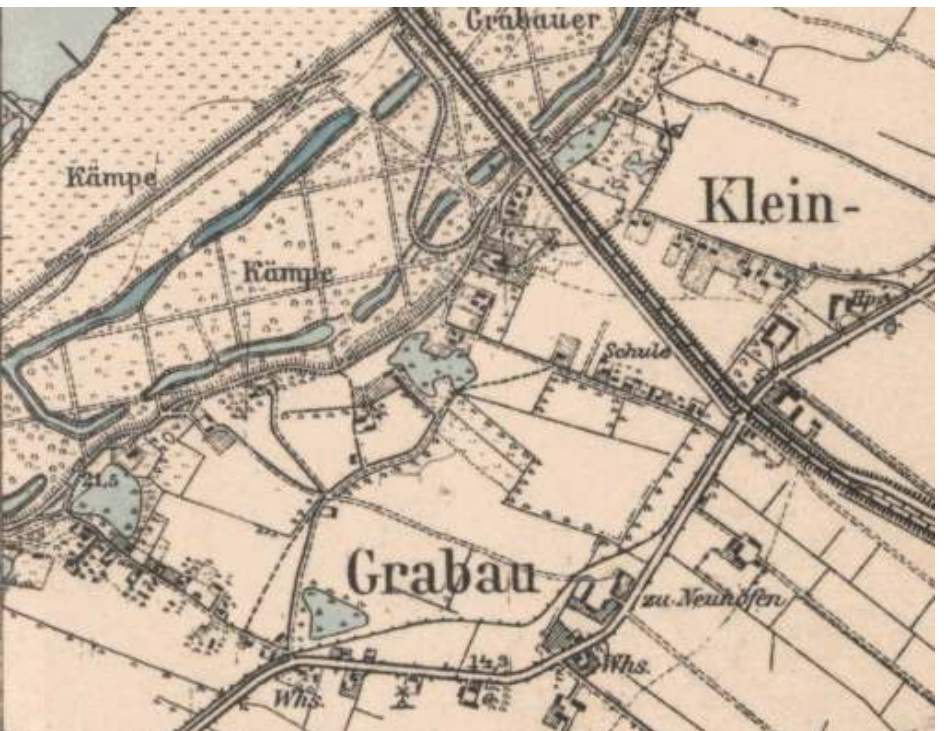 Grabauer
Kämpe
Klein-
Kämpe
Schule
21,5
Grabau
zu Neuhöfen
Whs.
Whs.